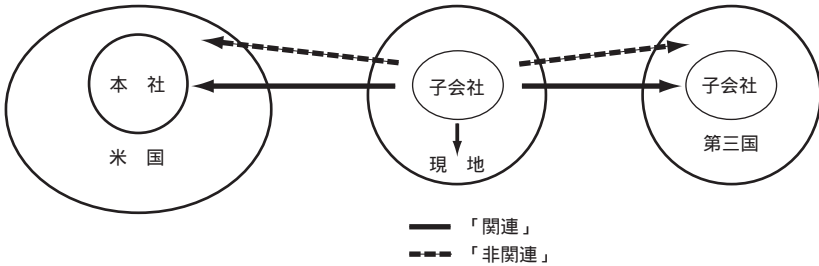 本　社
米　国
子会社
現　地
子会社
第三国
「関連」
「非関連」